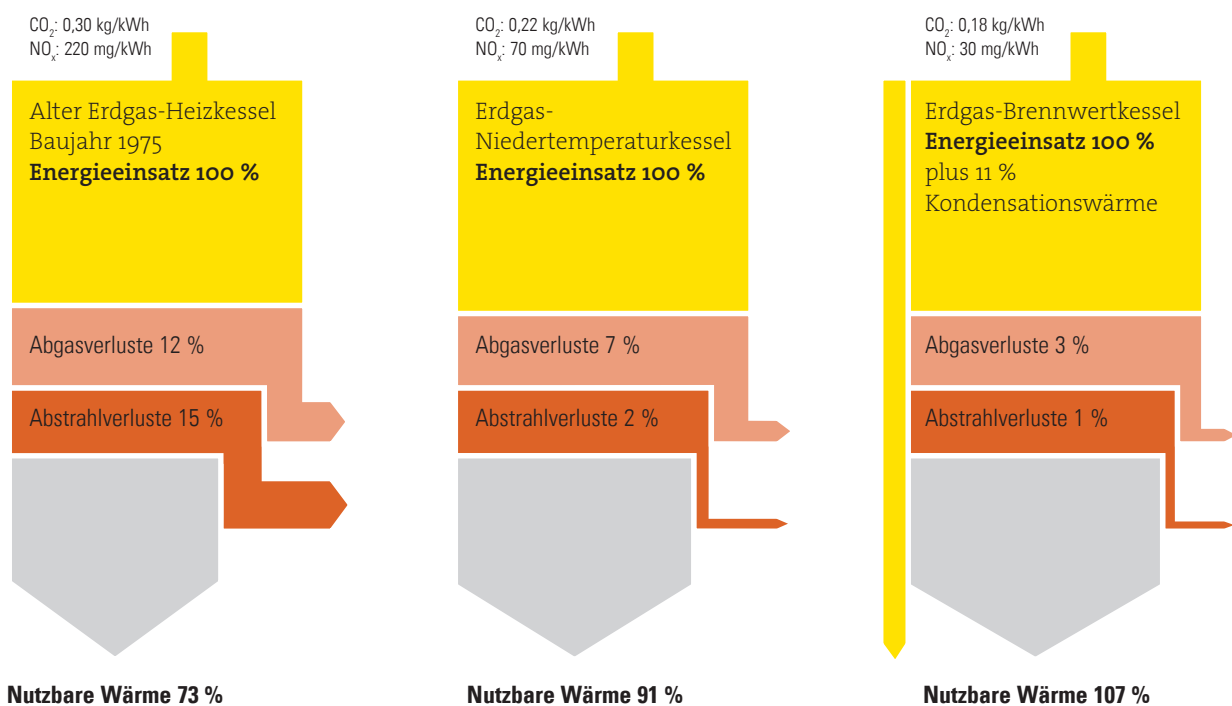 CO₂: 0,30 kg/kWh
NOₓ: 220 mg/kWh
Alter Erdgas-Heizkessel
Baujahr 1975
Energieeinsatz 100 %
Abgasverluste 12 %
Abstrahlverluste 15 %
Nutzbare Wärme 73 %
CO₂: 0,22 kg/kWh
NOₓ: 70 mg/kWh
Erdgas-
Niedertemperaturkessel
Energieeinsatz 100 %
Abgasverluste 7 %
Abstrahlverluste 2 %
Nutzbare Wärme 91 %
CO₂: 0,18 kg/kWh
NOₓ: 30 mg/kWh
Erdgas-Brennwertkessel
Energieeinsatz 100 %
plus 11 %
Kondensationswärme
Abgasverluste 3 %
Abstrahlverluste 1 %
Nutzbare Wärme 107 %